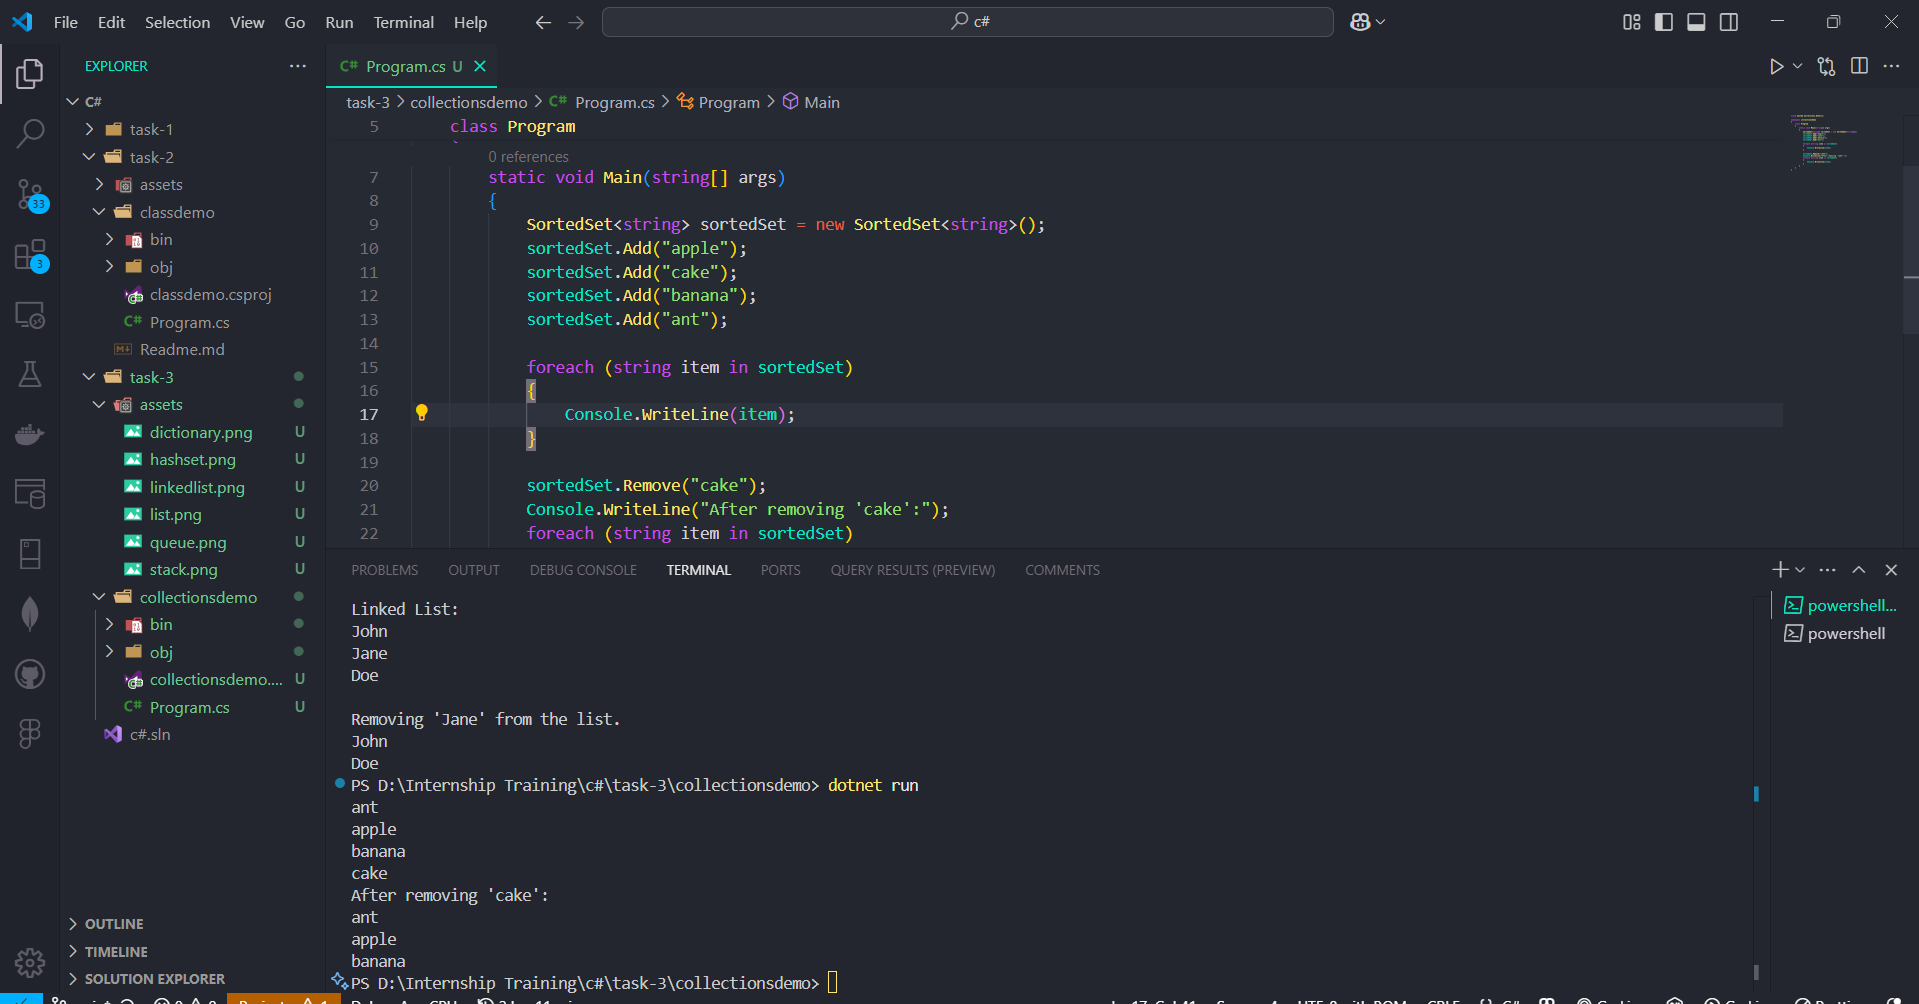 File Edit Selection View Go Run Terminal Help
c#
EXPLORER
C#
task-1
task-2
assets
classdemo
bin
obj
classdemo.csproj
C# Program.cs
Readme.md
task-3
assets
dictionary.png U
hashset.png U
linkedlist.png U
list.png U
queue.png U
stack.png U
collectionsdemo
bin
obj
collectionsdemo.... U
C# Program.cs U
c#.sln
OUTLINE
TIMELINE
SOLUTION EXPLORER
33
3
C# Program.cs U
task-3 > collectionsdemo > C# Program.cs > Program > Main
5 class Program
0 references
7 static void Main(string[] args)
8 {
9 SortedSet<string> sortedSet = new SortedSet<string>();
10 sortedSet.Add("apple");
11 sortedSet.Add("cake");
12 sortedSet.Add("banana");
13 sortedSet.Add("ant");
14
15 foreach (string item in sortedSet)
16 {
17 Console.WriteLine(item);
18 }
19
20 sortedSet.Remove("cake");
21 Console.WriteLine("After removing 'cake':");
22 foreach (string item in sortedSet)
PROBLEMS OUTPUT DEBUG CONSOLE TERMINAL PORTS QUERY RESULTS (PREVIEW) COMMENTS
Linked List:
John
Jane
Doe
Removing 'Jane' from the list.
John
Doe
PS D:\Internship Training\c#\task-3\collectionsdemo> dotnet run
ant
apple
banana
cake
After removing 'cake':
ant
apple
banana
PS D:\Internship Training\c#\task-3\collectionsdemo>
powershell...
powershell